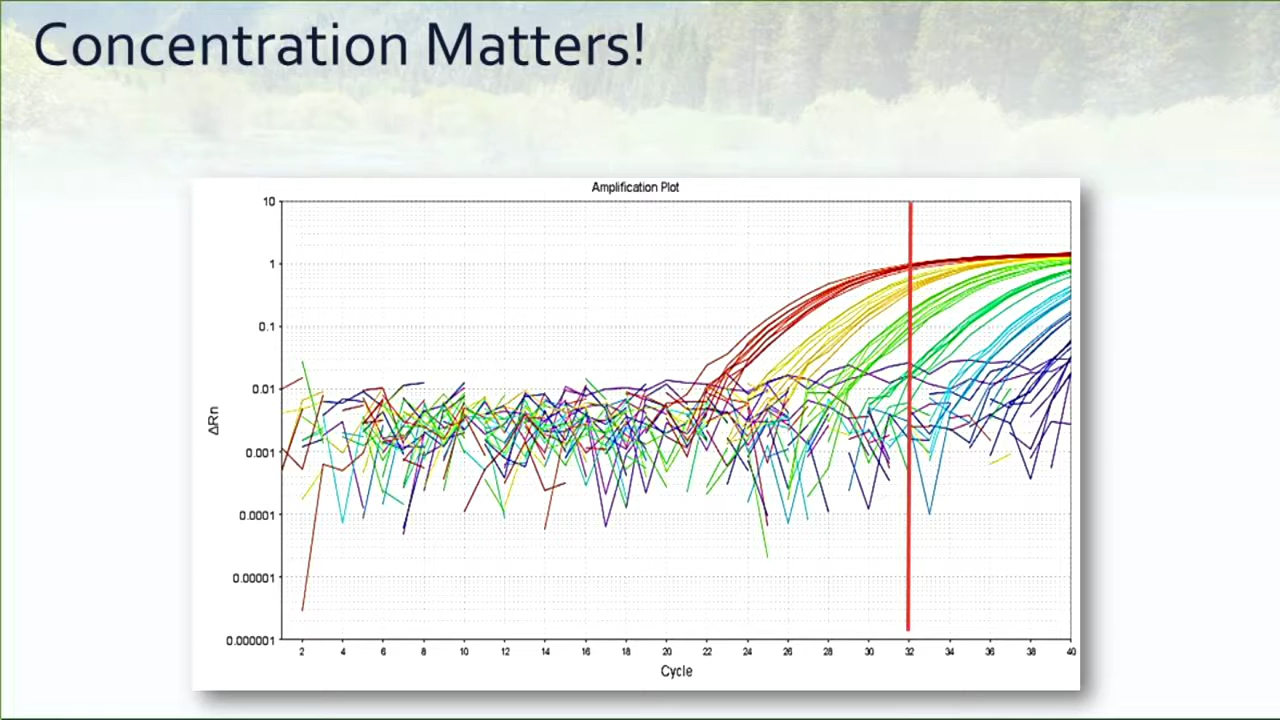 Concentration Matters!
Amplification Plot
10
1
0.1
0.01
0.001
0.0001
0.00001
0.000001
ΔRn
2 4 6 8 10 12 14 16 18 20 22 24 26 28 30 32 34 36 38 40
Cycle